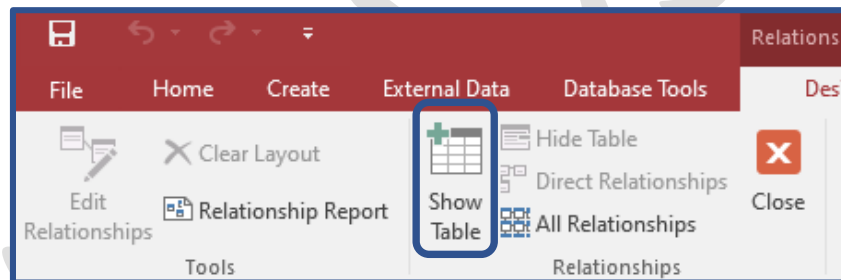 Relations
File Home Create External Data Database Tools Des
Edit Relationships
Clear Layout
Relationship Report
Tools
Show Table
Hide Table
Direct Relationships
All Relationships
Relationships
Close